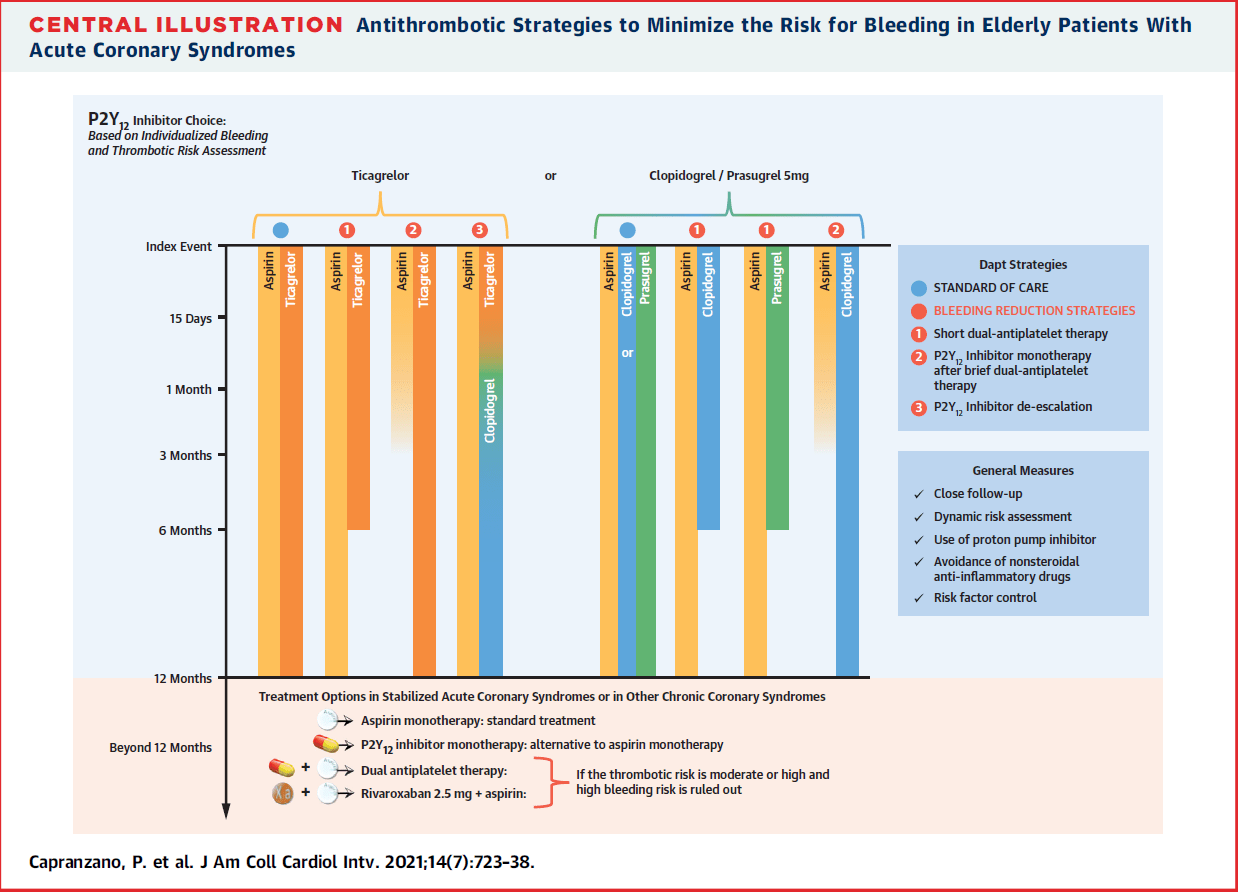 CENTRAL ILLUSTRATION Antithrombotic Strategies to Minimize the Risk for Bleeding in Elderly Patients With
Acute Coronary Syndromes
P2Y12 Inhibitor Choice:
Based on Individualized Bleeding
and Thrombotic Risk Assessment
Ticagrelor
or
Clopidogrel / Prasugrel 5mg
1
2
3
1
1
2
Index Event
15 Days
1 Month
3 Months
6 Months
12 Months
Beyond 12 Months
Aspirin
Ticagrelor
Aspirin
Ticagrelor
Aspirin
Ticagrelor
Aspirin
Ticagrelor
Clopidogrel
Aspirin
Clopidogrel
or
Prasugrel
Aspirin
Clopidogrel
Aspirin
Prasugrel
Aspirin
Clopidogrel
Dapt Strategies
STANDARD OF CARE
BLEEDING REDUCTION STRATEGIES
1 Short dual-antiplatelet therapy
2 P2Y12 Inhibitor monotherapy
after brief dual-antiplatelet
therapy
3 P2Y12 Inhibitor de-escalation
General Measures
✓ Close follow-up
✓ Dynamic risk assessment
✓ Use of proton pump inhibitor
✓ Avoidance of nonsteroidal
anti-inflammatory drugs
✓ Risk factor control
Treatment Options in Stabilized Acute Coronary Syndromes or in Other Chronic Coronary Syndromes
Aspirin monotherapy: standard treatment
P2Y12 inhibitor monotherapy: alternative to aspirin monotherapy
+ Dual antiplatelet therapy:
Xa + Rivaroxaban 2.5 mg + aspirin:
If the thrombotic risk is moderate or high and
high bleeding risk is ruled out
Capranzano, P. et al. J Am Coll Cardiol Intv. 2021;14(7):723–38.